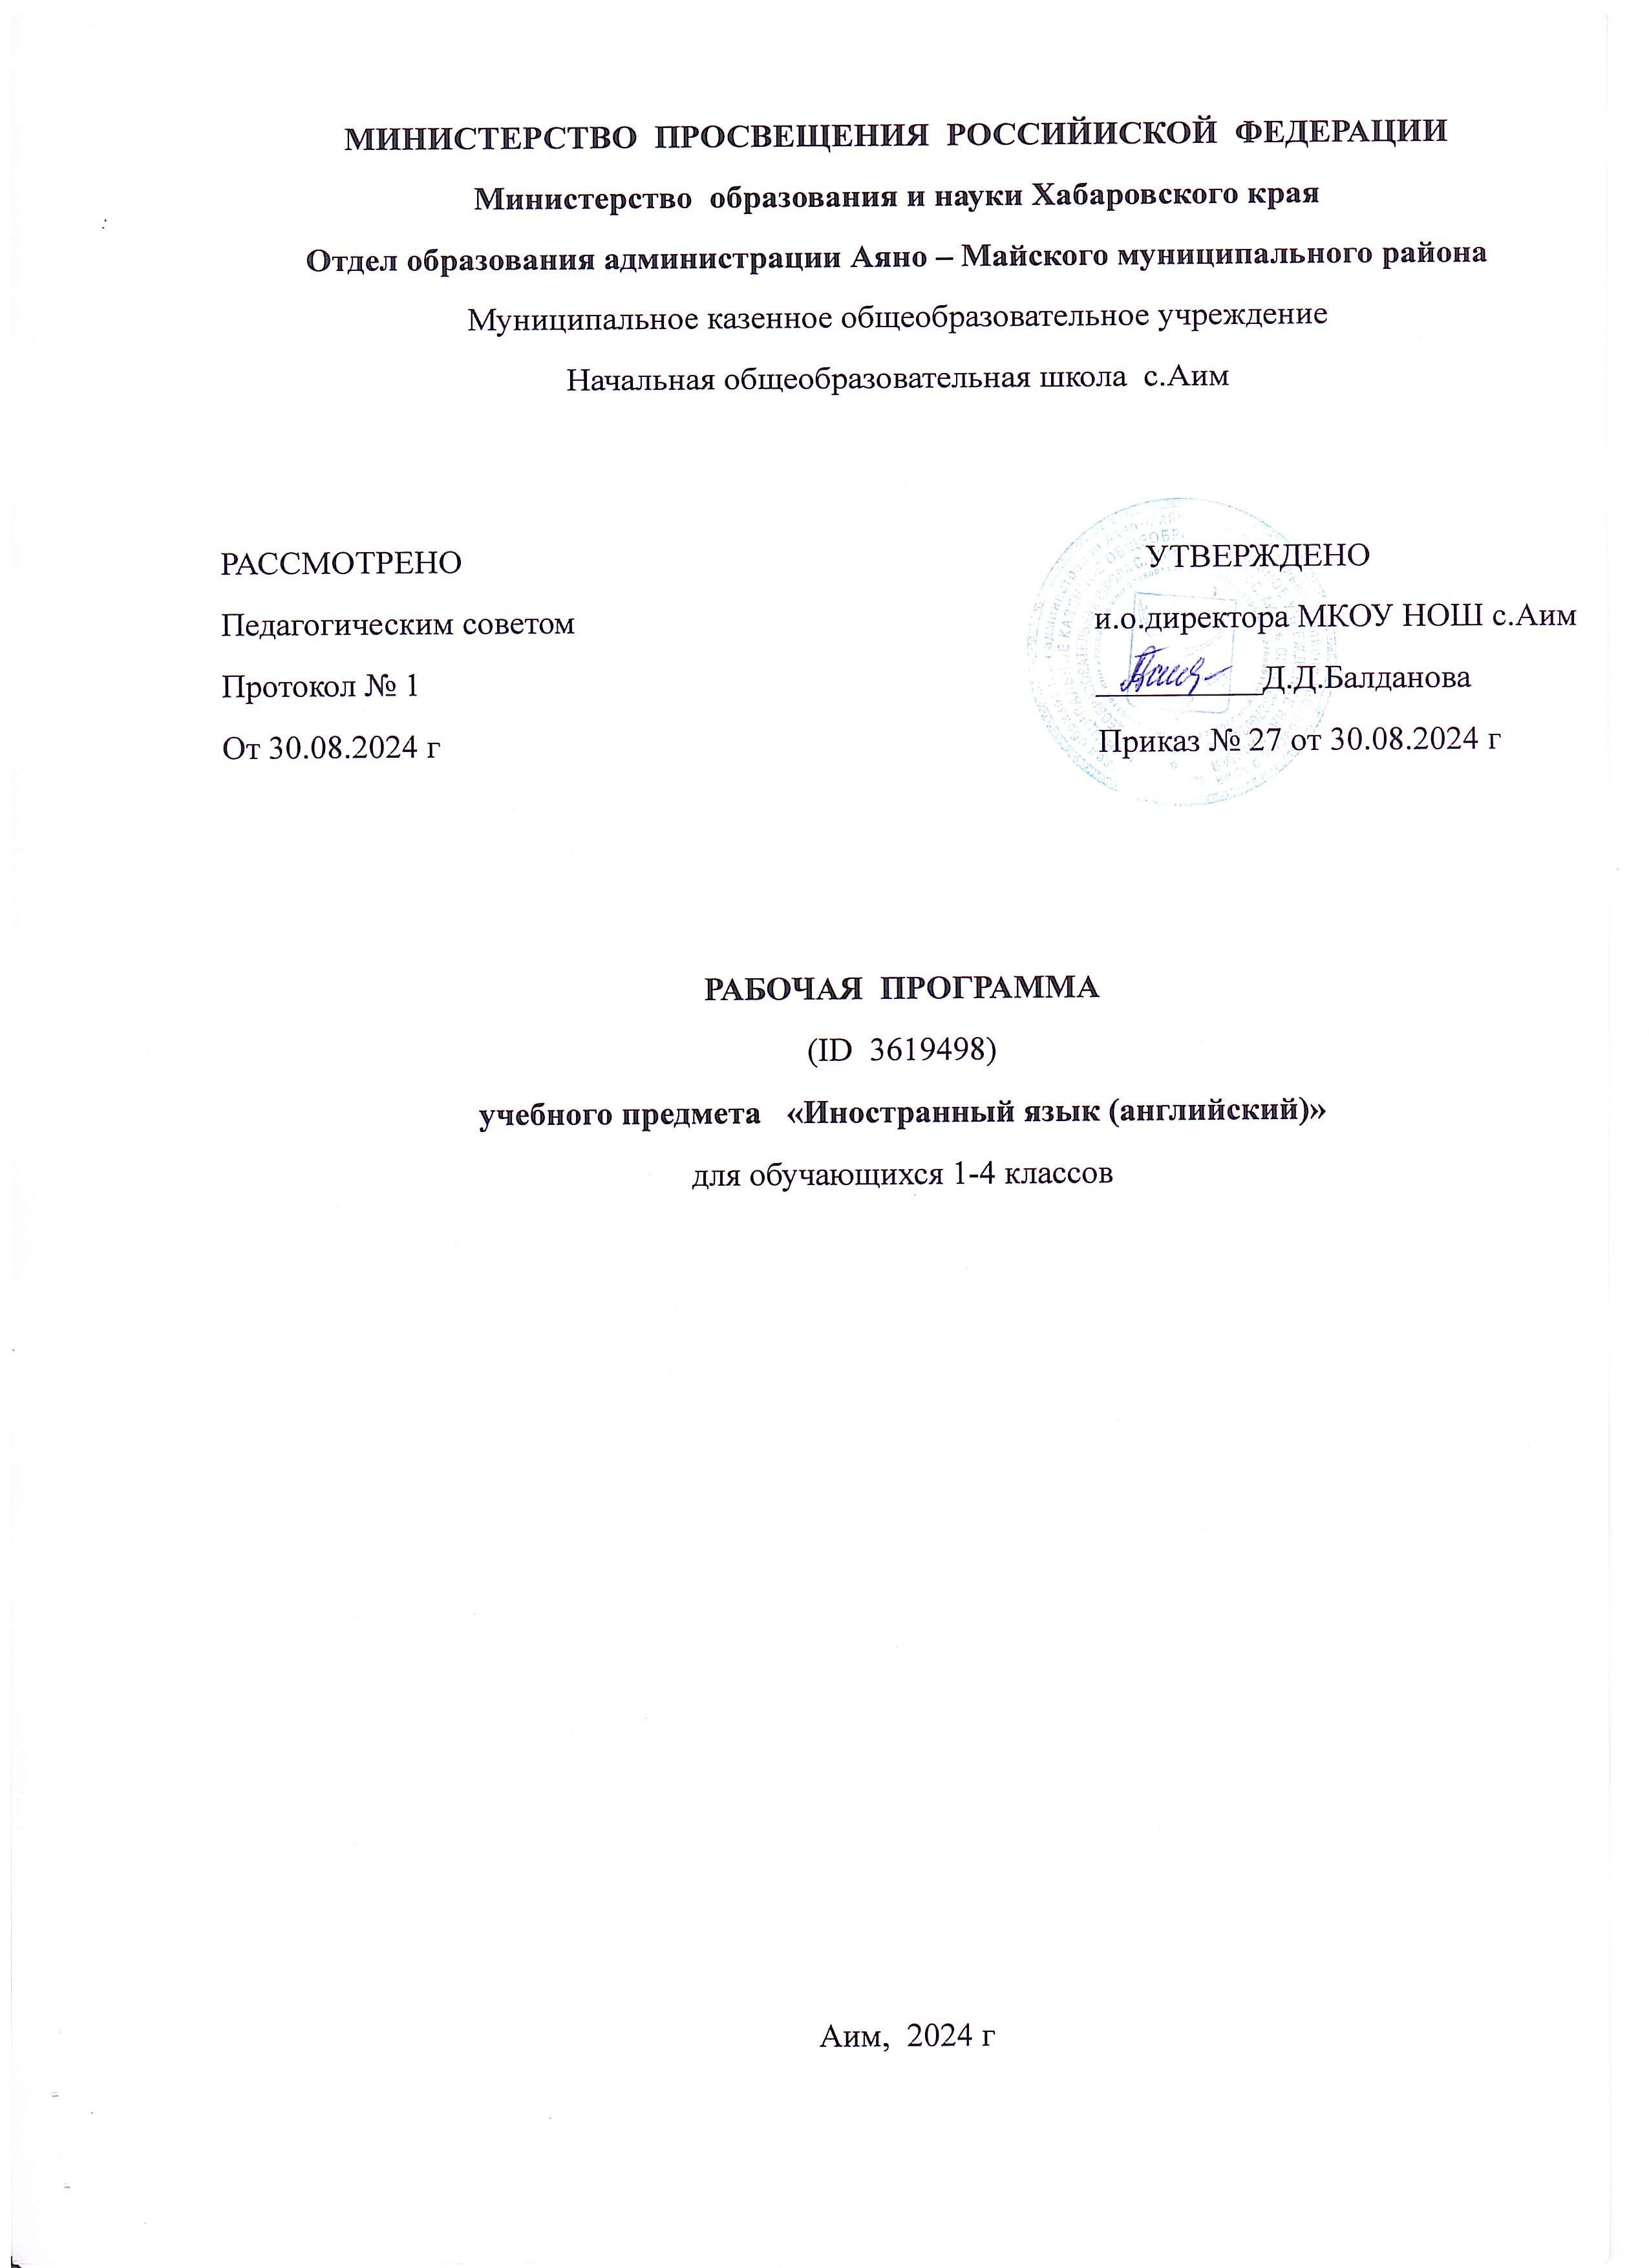 МИНИСТЕРСТВО ПРОСВЕЩЕНИЯ РОССИЙИСКОЙ ФЕДЕРАЦИИ
Министерство образования и науки Хабаровского края
Отдел образования администрации Аяно – Майского муниципального района
Муниципальное казенное общеобразовательное учреждение
Начальная общеобразовательная школа с.Аим
РАССМОТРЕНО
Педагогическим советом
Протокол № 1
От 30.08.2024 г
УТВЕРЖДЕНО
и.о.директора МКОУ НОШ с.Аим
__________Д.Д.Балданова
Приказ № 27 от 30.08.2024 г
РАБОЧАЯ ПРОГРАММА
(ID 3619498)
учебного предмета «Иностранный язык (английский)»
для обучающихся 1-4 классов
Аим, 2024 г